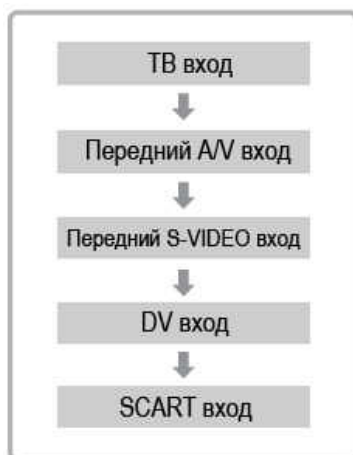 ТВ вход
Передний A/V вход
Передний S-VIDEO вход
DV вход
SCART вход